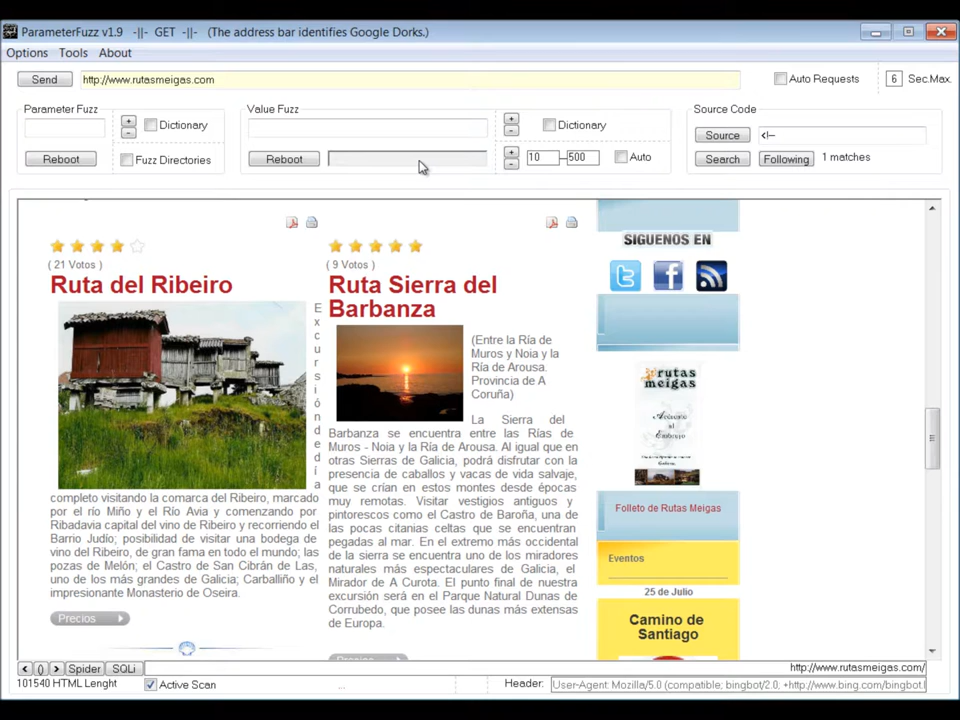 ParameterFuzz v1.9 -||- GET -||- (The address bar identifies Google Dorks.)
Options Tools About
Send http://www.rutasmeigas.com Auto Requests 6 Sec.Max.
Parameter Fuzz
+
-
Dictionary
Reboot Fuzz Directories
Value Fuzz
+
-
Dictionary
Reboot
+
-
10 -- 500 Auto
Source Code
Source <!--
Search Following 1 matches
( 21 Votos )
Ruta del Ribeiro
Excursión de día
completo visitando la comarca del Ribeiro, marcado
por el río Miño y el Río Avia y comenzando por
Ribadavia capital del vino de Ribeiro y recorriendo el
Barrio Judío; posibilidad de visitar una bodega de
vino del Ribeiro, de gran fama en todo el mundo; las
pozas de Melón; el Castro de San Cibrán de Las,
uno de los más grandes de Galicia; Carballiño y el
impresionante Monasterio de Oseira.
Precios
( 9 Votos )
Ruta Sierra del
Barbanza
(Entre la Ría de
Muros y Noia y la
Ría de Arousa.
Provincia de A
Coruña)
La Sierra del
Barbanza se encuentra entre las Rías de
Muros - Noia y la Ría de Arousa. Al igual que en
otras Sierras de Galicia, podrá disfrutar con la
presencia de caballos y vacas de vida salvaje,
que se crían en estos montes desde épocas
muy remotas. Visitar vestigios antiguos y
pintorescos como el Castro de Baroña, una de
las pocas citanias celtas que se encuentran
pegadas al mar. En el extremo más occidental
de la sierra se encuentra uno de los miradores
naturales más espectaculares de Galicia, el
Mirador de A Curota. El punto final de nuestra
excursión será en el Parque Natural Dunas de
Corrubedo, que posee las dunas más extensas
de Europa.
SIGUENOS EN
rutas
meigas
Folleto de Rutas Meigas
Eventos
25 de Julio
Camino de
Santiago
< () > Spider SQLi http://www.rutasmeigas.com/
101540 HTML Lenght Active Scan ... Header: User-Agent: Mozilla/5.0 (compatible; bingbot/2.0; +http://www.bing.com/bingbot.